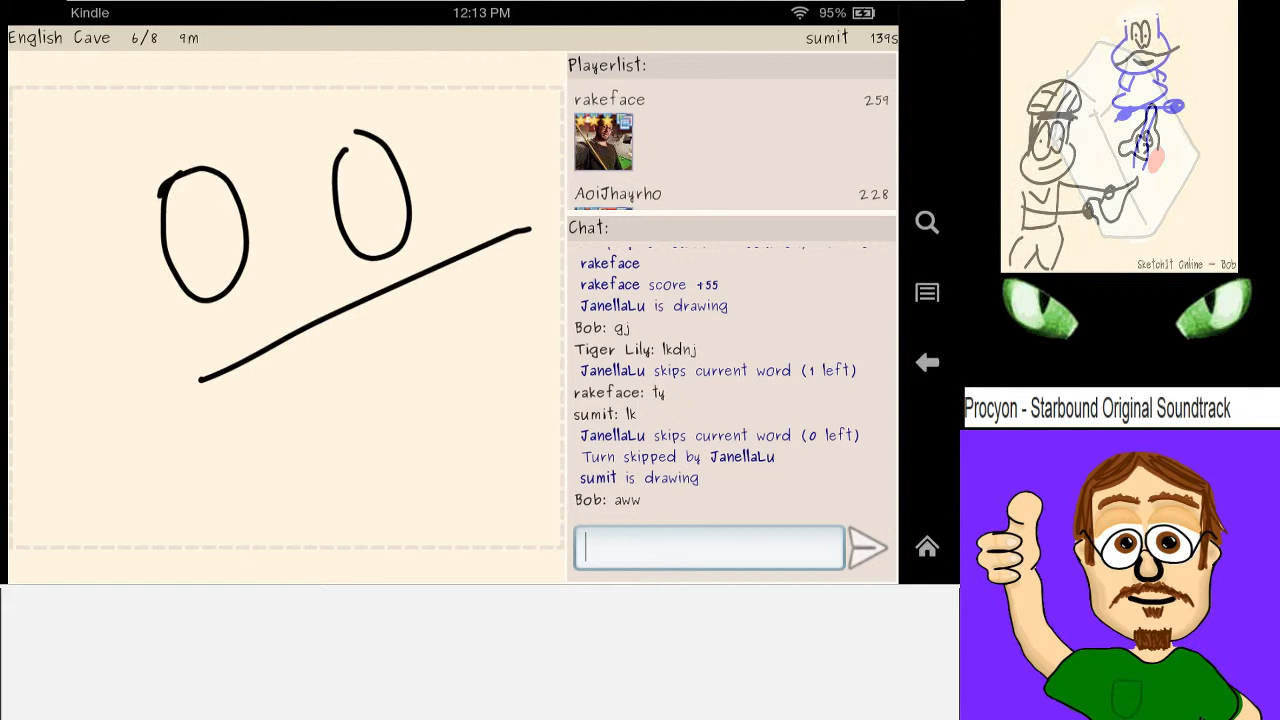 Kindle
12:13 PM
95%
English Cave 6/8 9m
sumit 139s
Playerlist:
rakeface 259
AoiJhayrho 228
Chat:
rakeface
rakeface score +55
JanellaLu is drawing
Bob: gj
Tiger Lily: lkdnj
JanellaLu skips current word (1 left)
rakeface: ty
sumit: lk
JanellaLu skips current word (0 left)
Turn skipped by JanellaLu
sumit is drawing
Bob: aww
SketchIt Online - Bob
Procyon - Starbound Original Soundtrack